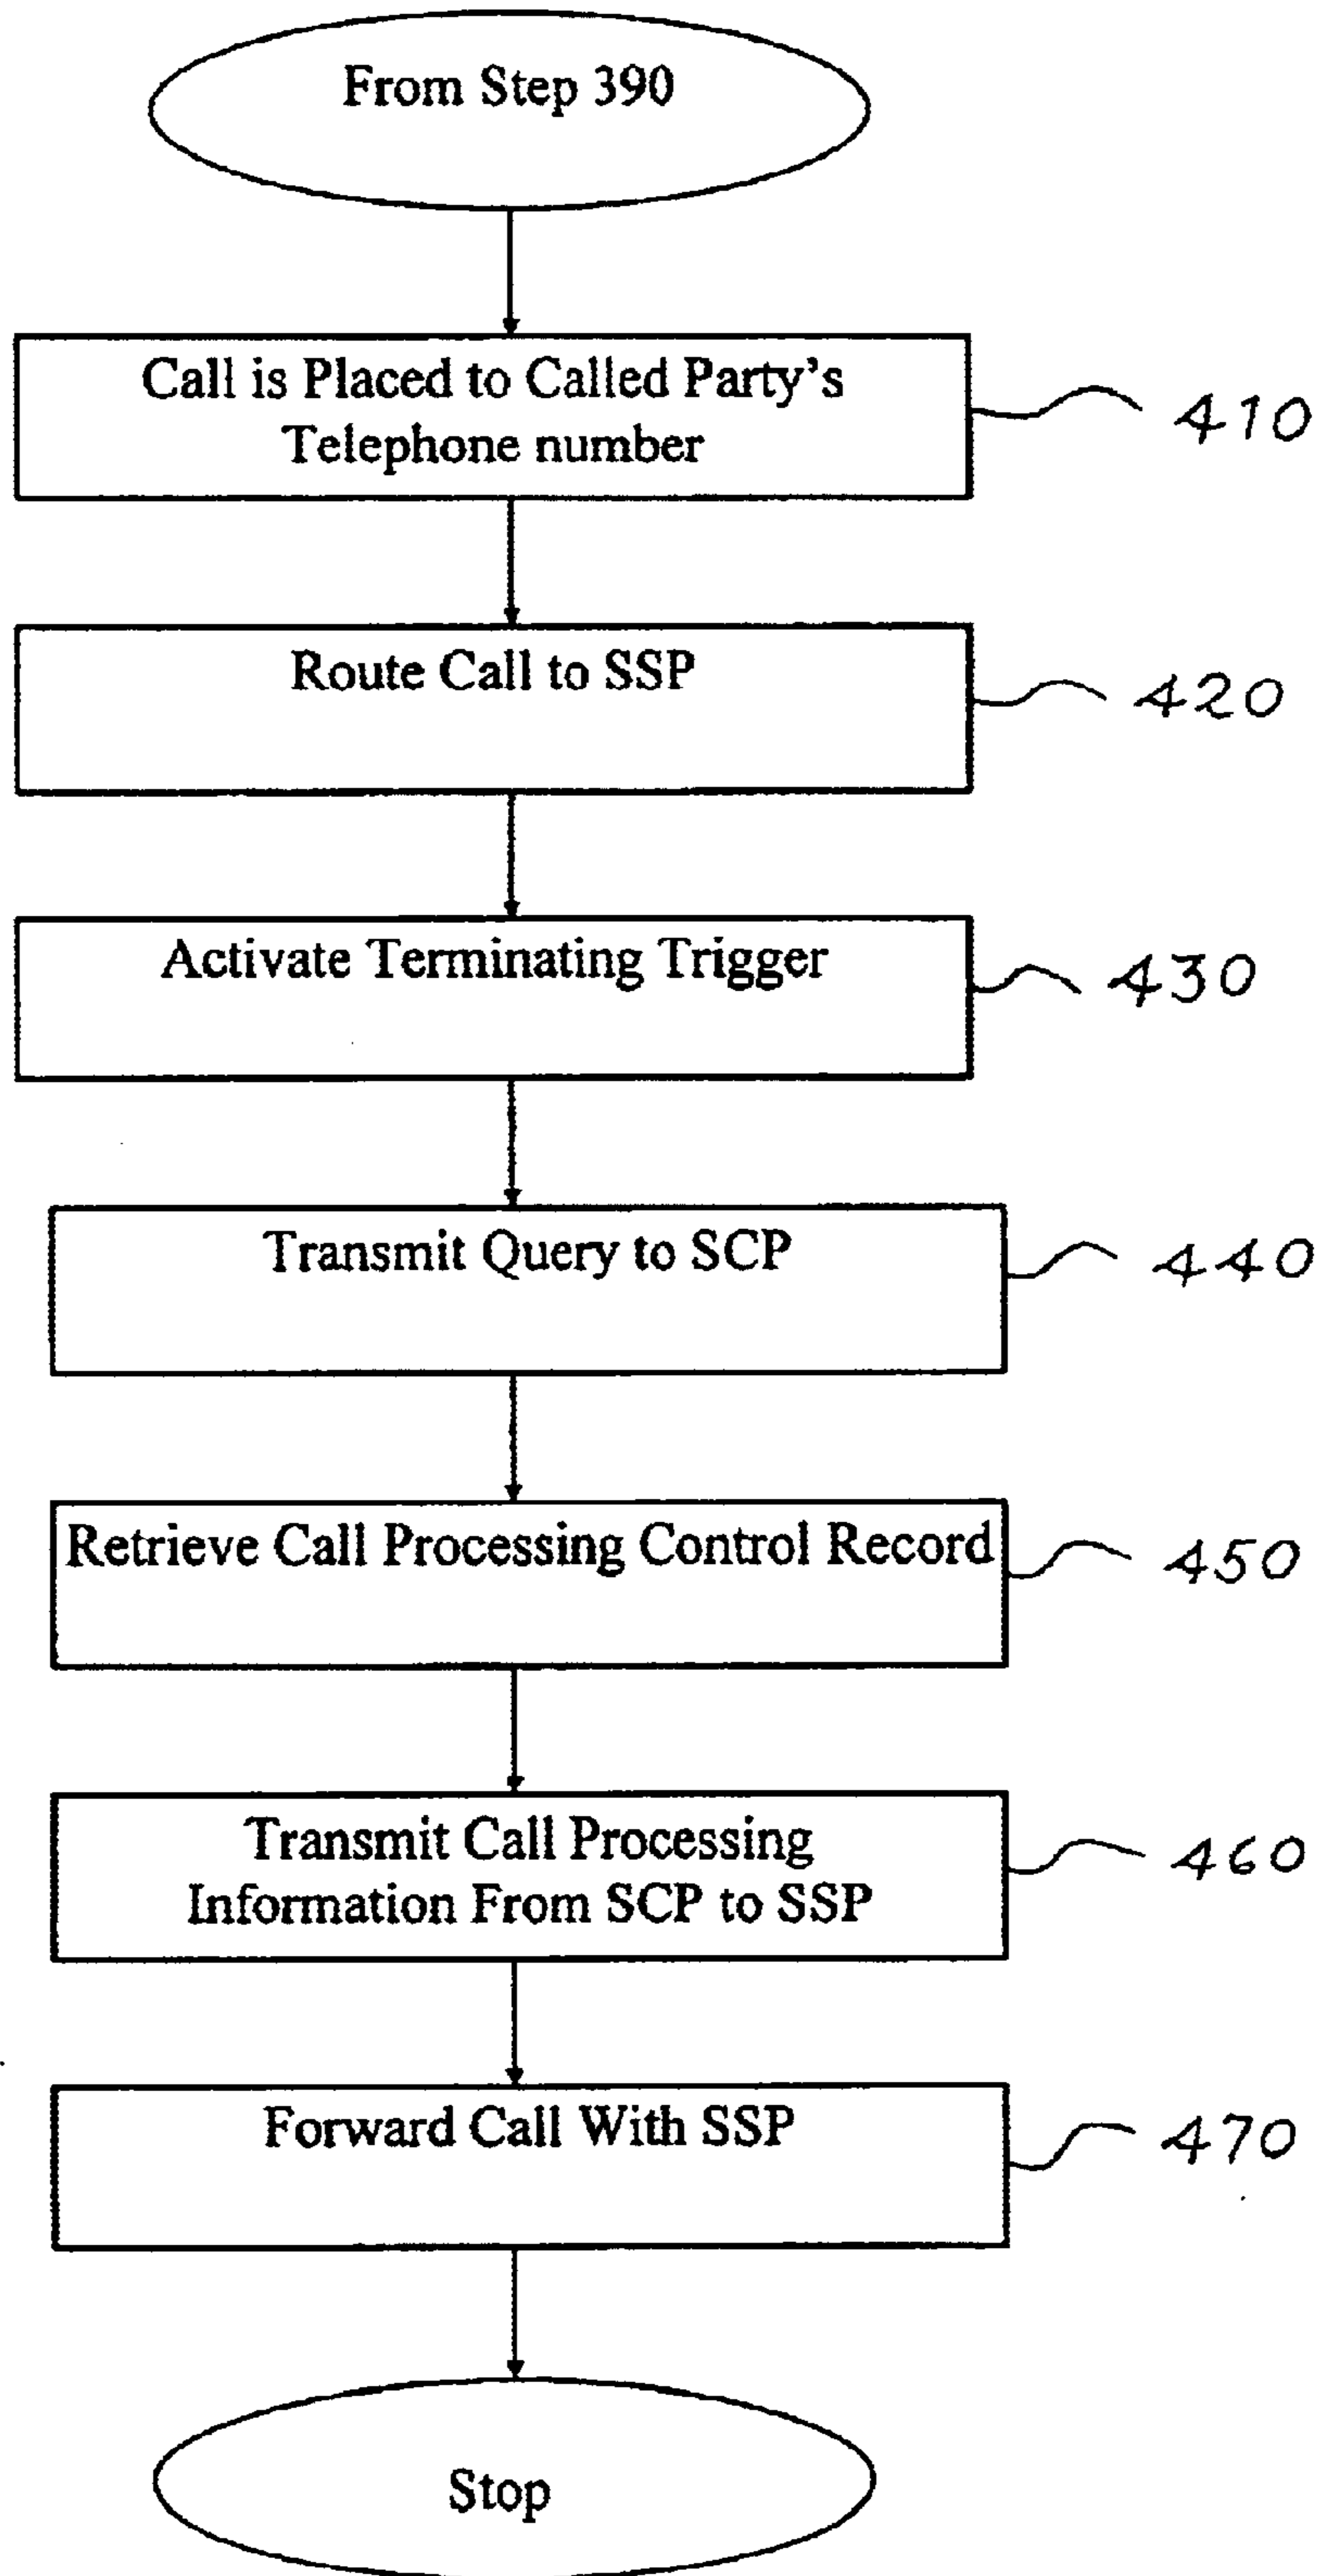 From Step 390
Call is Placed to Called Party's
Telephone number
410
Route Call to SSP
420
Activate Terminating Trigger
430
Transmit Query to SCP
440
Retrieve Call Processing Control Record
450
Transmit Call Processing
Information From SCP to SSP
460
Forward Call With SSP
470
Stop